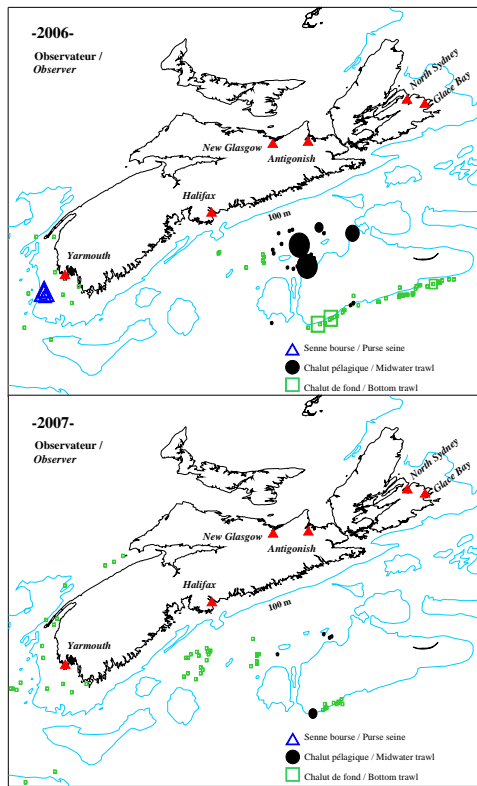 -2006-
Observateur /
Observer
North Sydney
Glace Bay
New Glasgow
Antigonish
Halifax
100 m
Yarmouth
Senne bourse / Purse seine
Chalut pélagique / Midwater trawl
Chalut de fond / Bottom trawl
-2007-
Observateur /
Observer
North Sydney
Glace Bay
New Glasgow
Antigonish
Halifax
100 m
Yarmouth
Senne bourse / Purse seine
Chalut pélagique / Midwater trawl
Chalut de fond / Bottom trawl